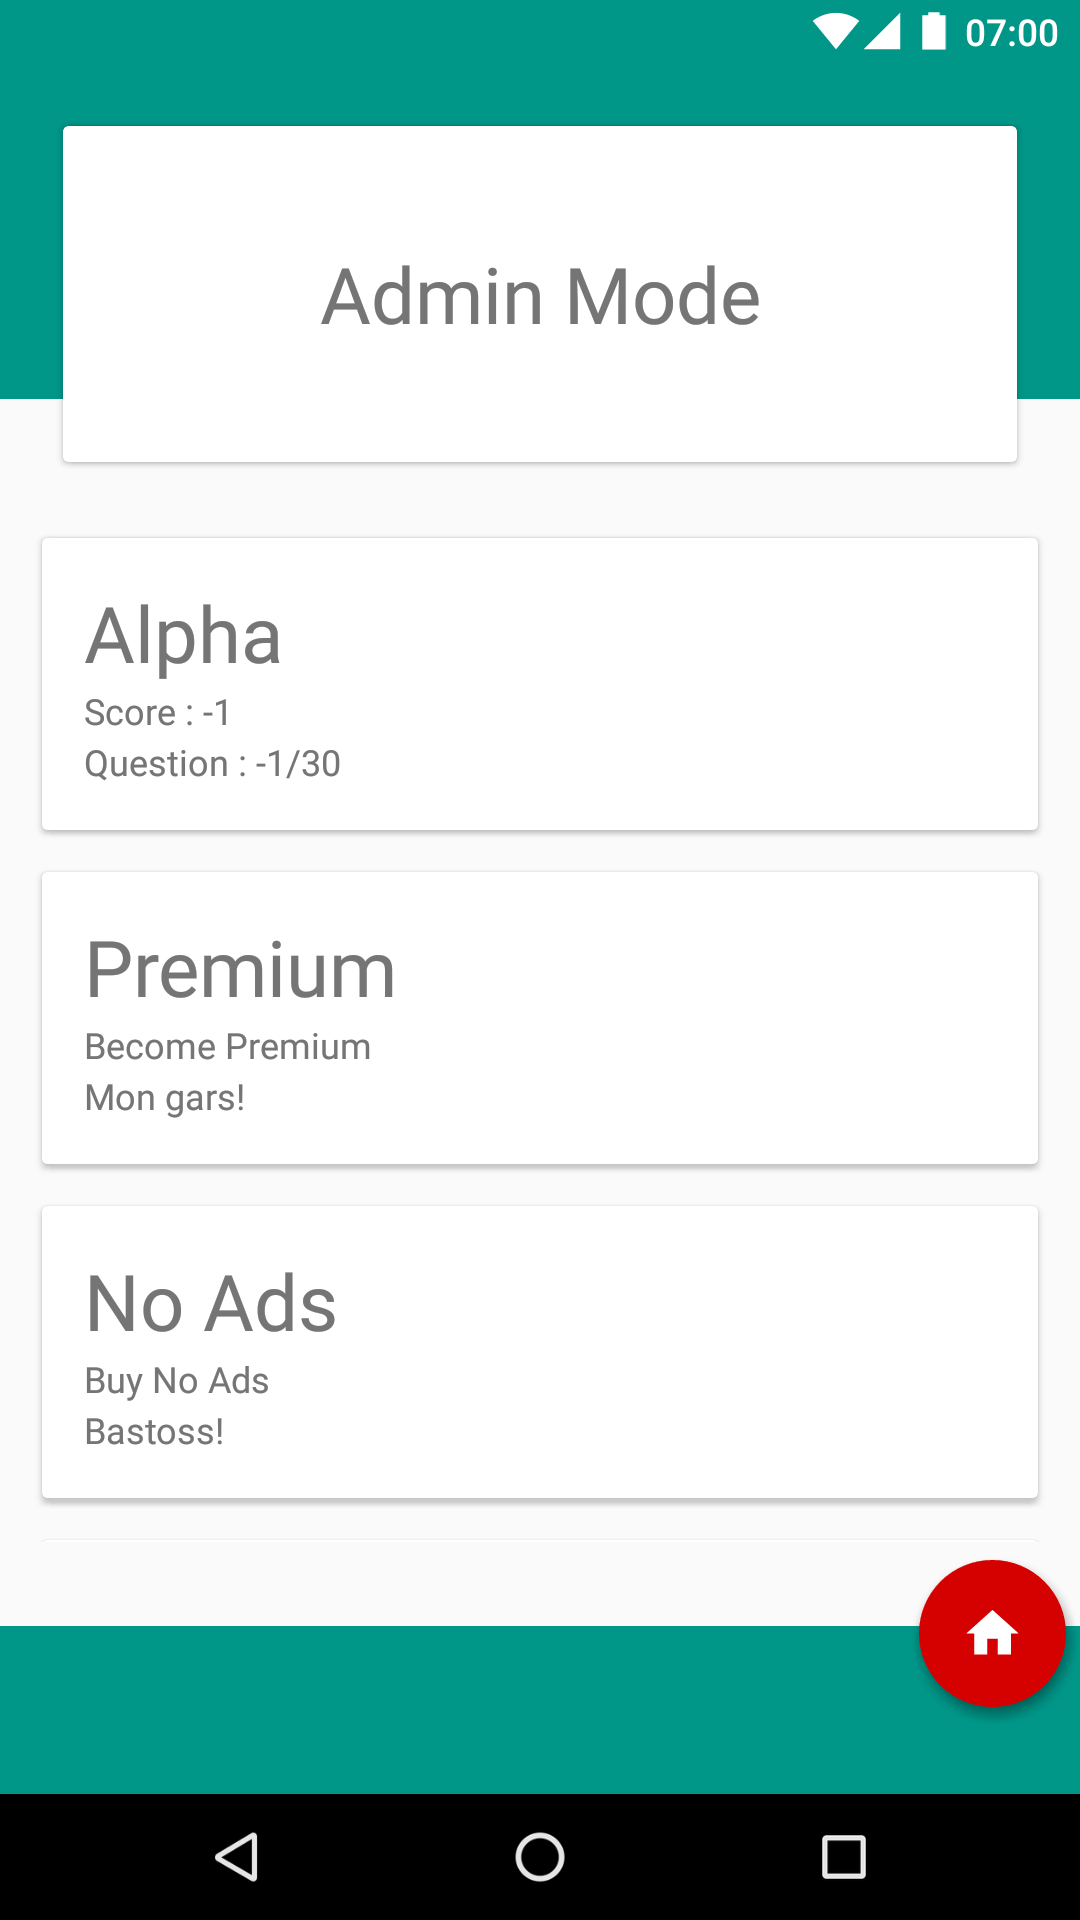 07:00
Admin Mode
Alpha
Score : -1
Question : -1/30
Premium
Become Premium
Mon gars!
No Ads
Buy No Ads
Bastoss!